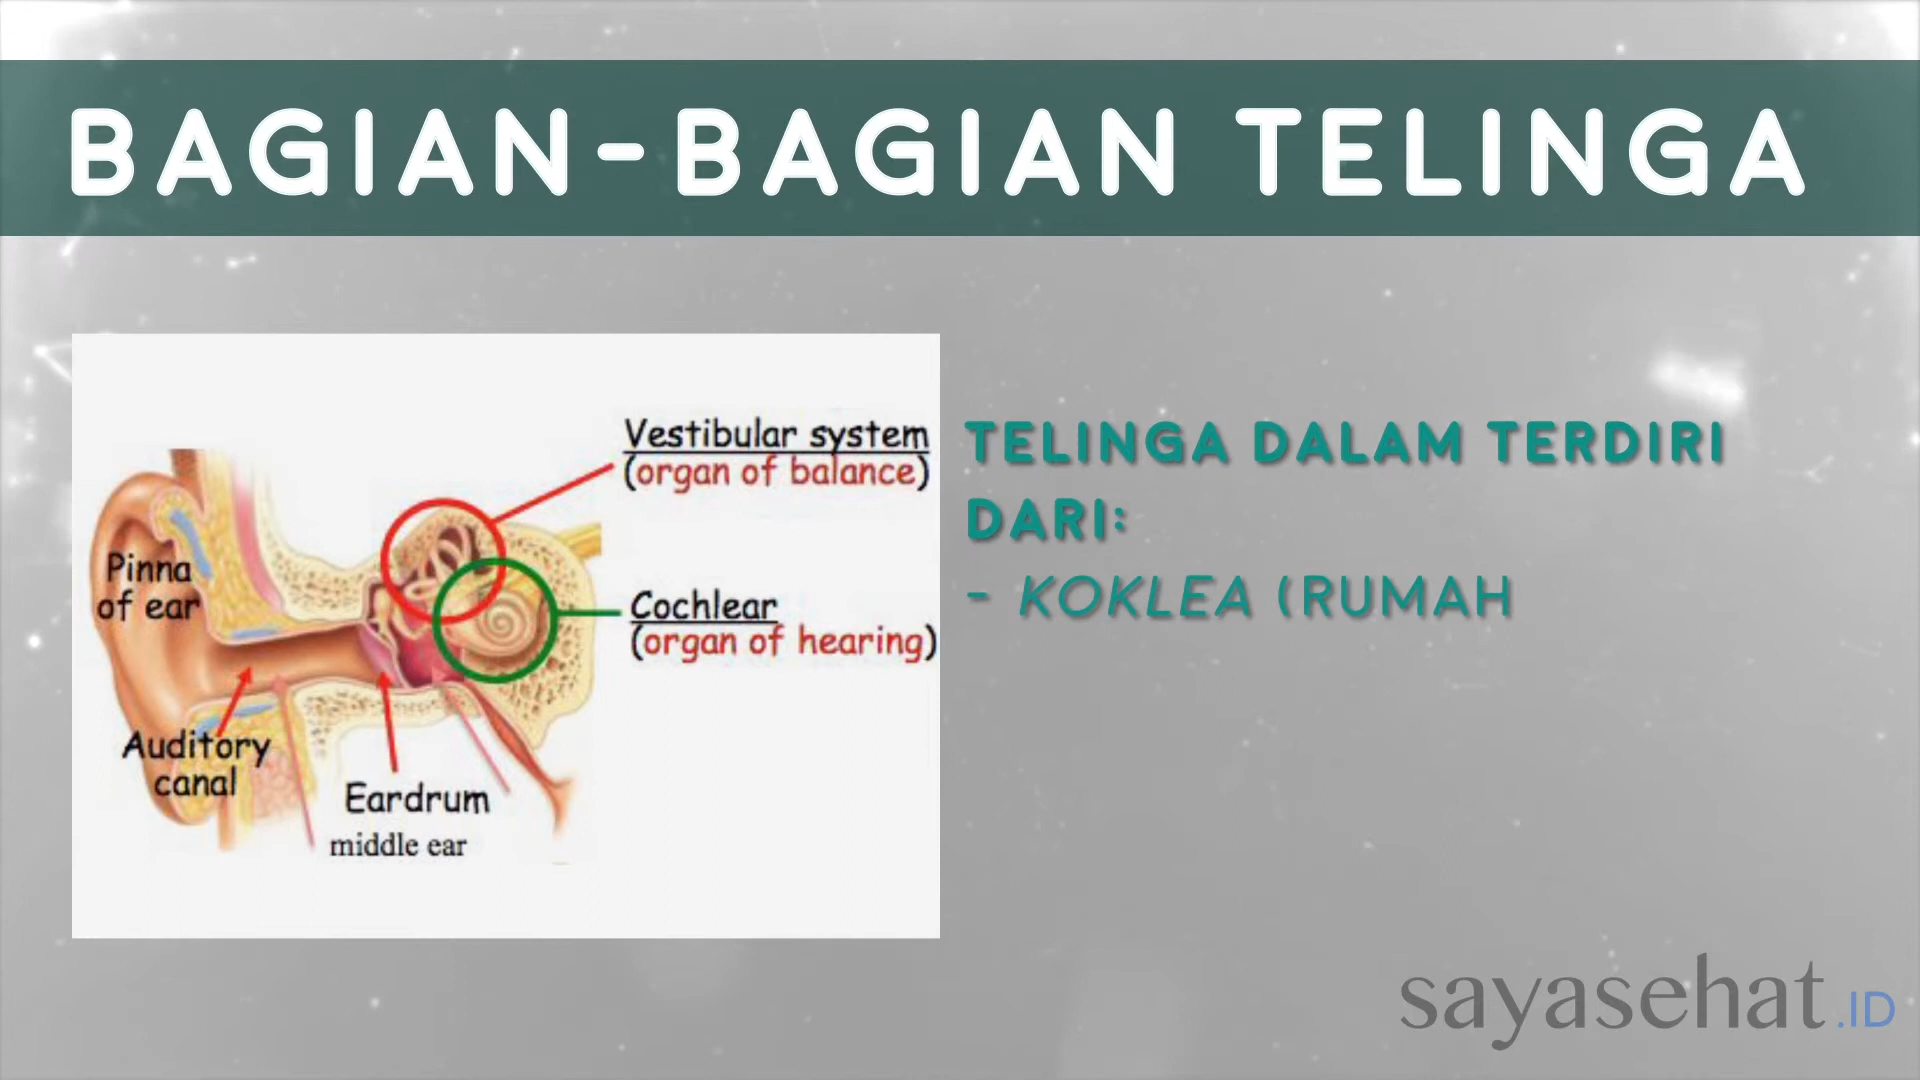 BAGIAN-BAGIAN TELINGA
Vestibular system
(organ of balance)
Pinna
of ear
Cochlear
(organ of hearing)
Auditory
canal
Eardrum
middle ear
TELINGA DALAM TERDIRI
DARI:
- KOKLEA (RUMAH
sayasehat.ID